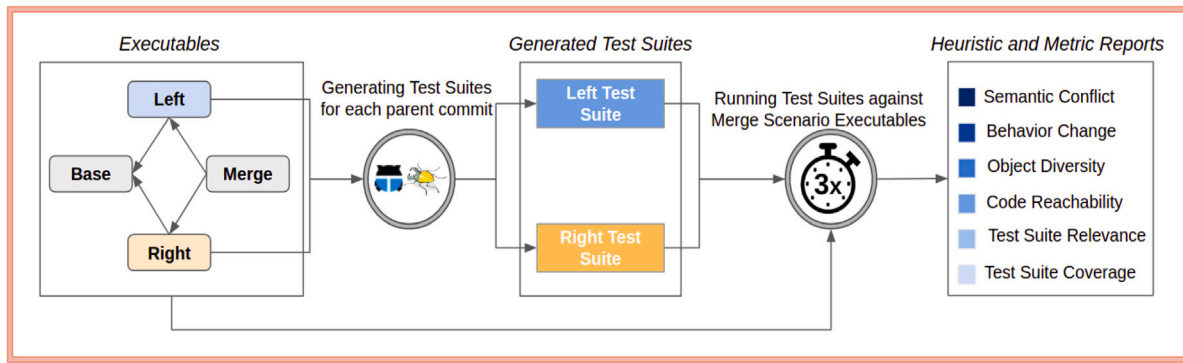 Executables
Left
Base
Merge
Right
Generating Test Suites
for each parent commit
Generated Test Suites
Left Test
Suite
Right Test
Suite
Running Test Suites against
Merge Scenario Executables
3x
Heuristic and Metric Reports
Semantic Conflict
Behavior Change
Object Diversity
Code Reachability
Test Suite Relevance
Test Suite Coverage